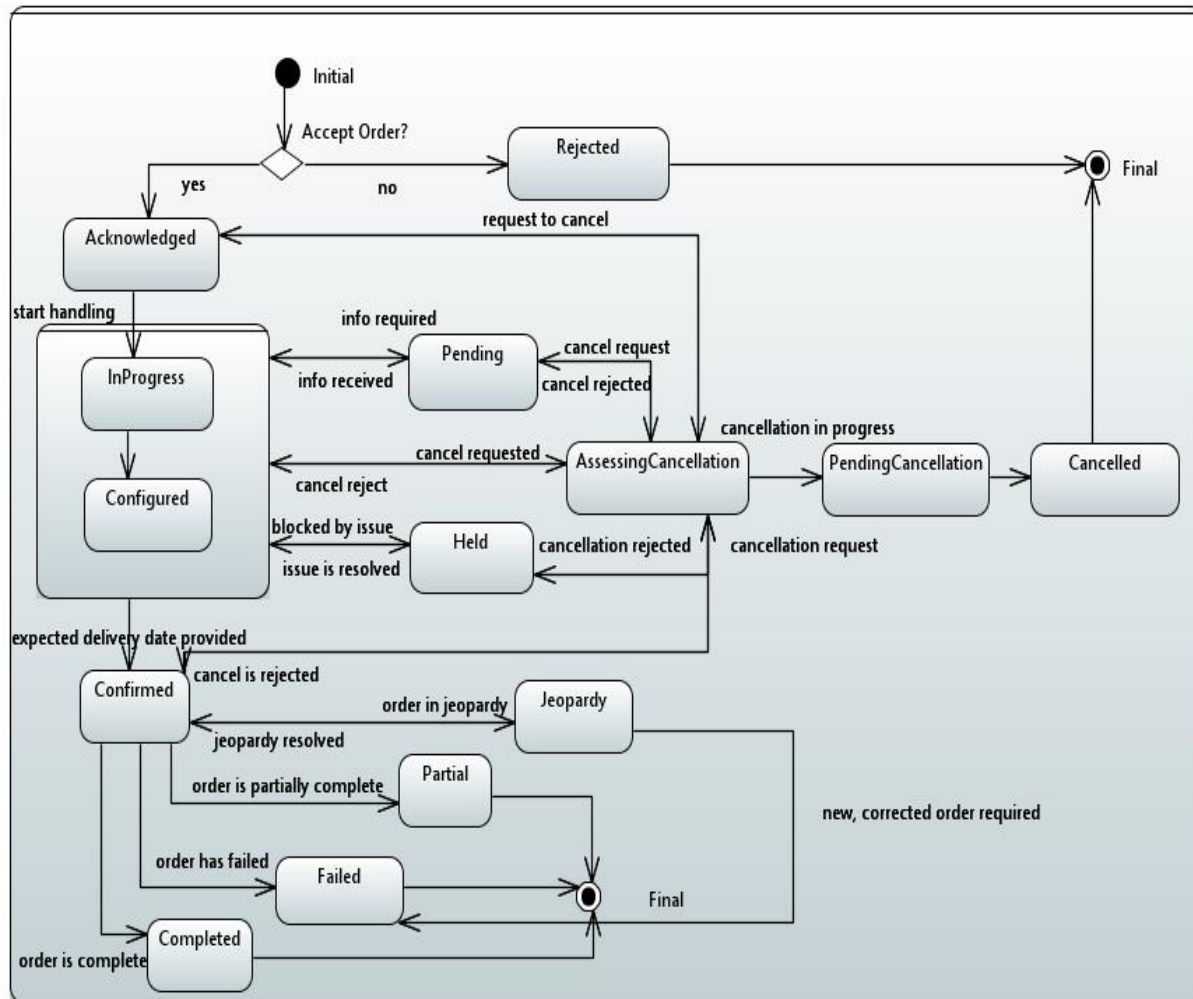 Initial
Accept Order?
Rejected
Final
yes
no
request to cancel
Acknowledged
start handling
info required
Pending
cancel request
InProgress
info received
cancel rejected
cancellation in progress
cancel requested
AssessingCancellation
PendingCancellation
Cancelled
cancel reject
Configured
blocked by issue
Held
cancellation rejected
cancellation request
issue is resolved
expected delivery date provided
cancel is rejected
Confirmed
order in jeopardy
Jeopardy
jeopardy resolved
Partial
order is partially complete
new, corrected order required
order has failed
Failed
Final
Completed
order is complete